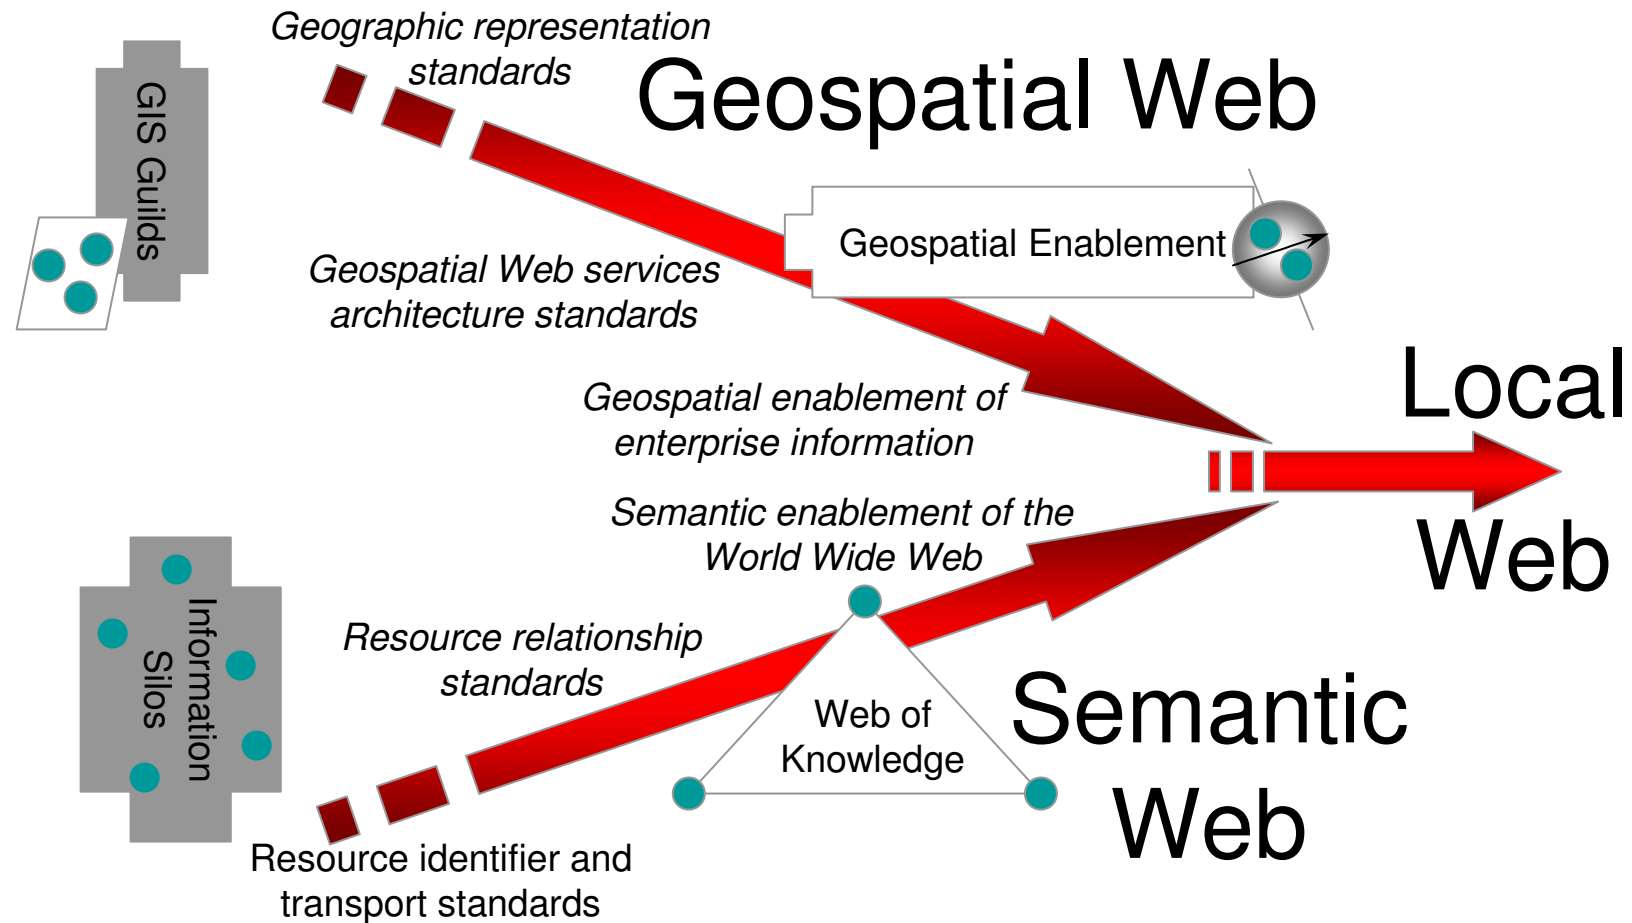 Geographic representation
standards
Geospatial Web
GIS Guilds
Geospatial Enablement
Geospatial Web services
architecture standards
Geospatial enablement of
enterprise information
Local
Web
Semantic enablement of the
World Wide Web
Information
Silos
Resource relationship
standards
Web of
Knowledge
Semantic
Web
Resource identifier and
transport standards